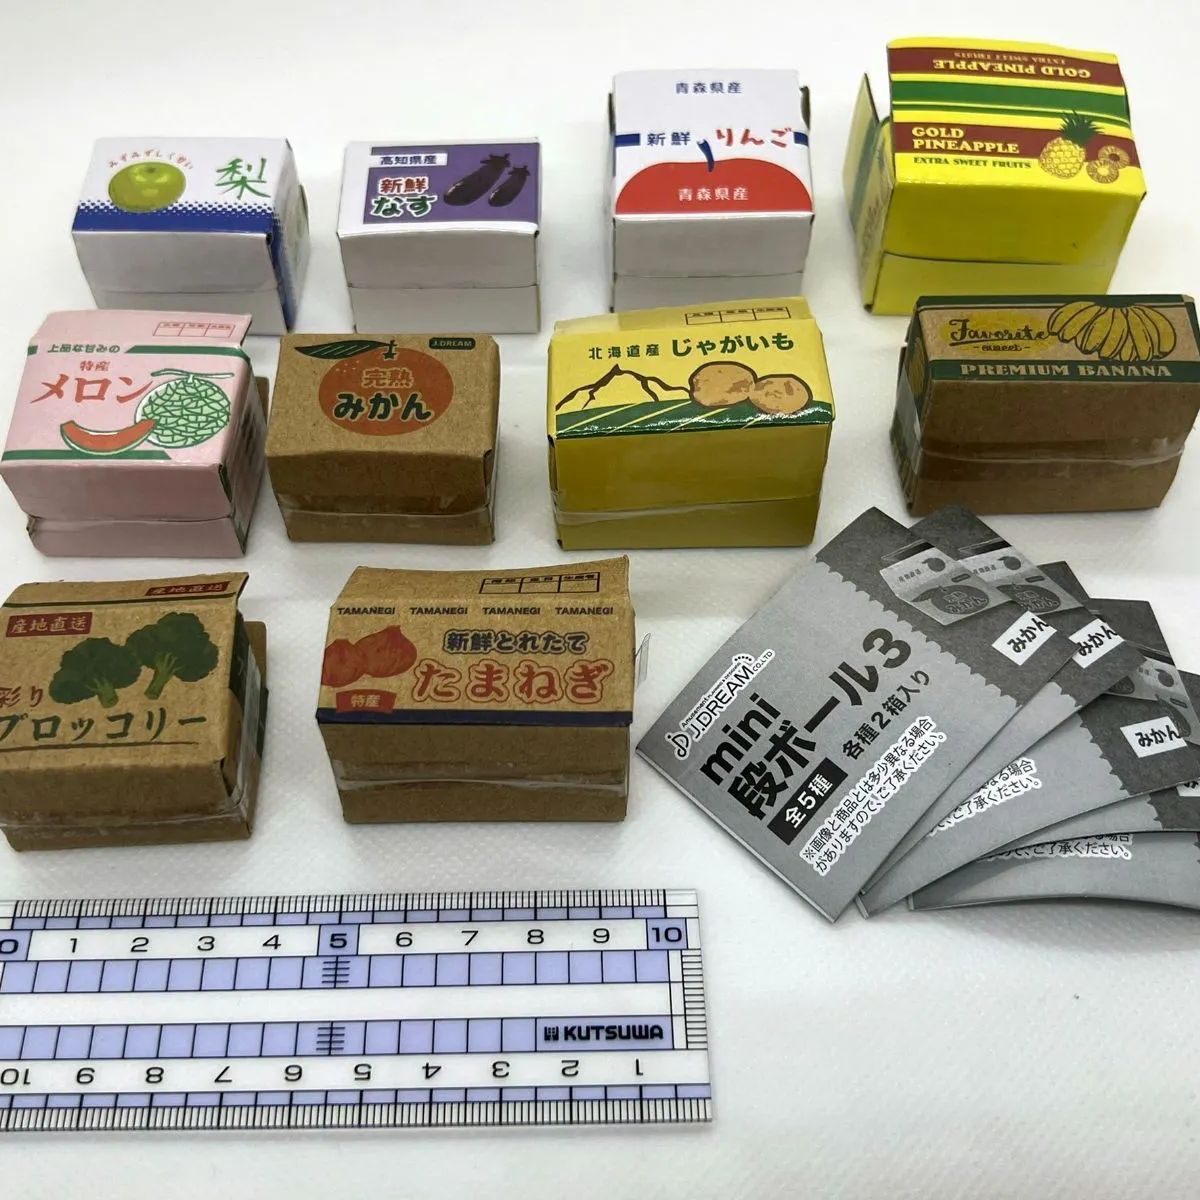 みずみずしく甘い
梨
高知県産
新鮮
なす
青森県産
新鮮 りんご
青森県産
GOLD PINEAPPLE
EXTRA SWEET FRUITS
GOLD
PINEAPPLE
EXTRA SWEET FRUITS
上品な甘みの
特産
メロン
J.DREAM
完熟
みかん
北海道産 じゃがいも
Favorite
sweet
PREMIUM BANANA
産地直送
産地直送
彩り
ブロッコリー
TAMANEGI TAMANEGI TAMANEGI TAMANEGI
新鮮とれたて
たまねぎ
特産
J.DREAM CO.,LTD
mini
段ボール3
全5種 各種2箱入り
※画像と商品とは多少異なる場合
がありますので、ご了承ください。
みかん
みかん
みかん
0 1 2 3 4 5 6 7 8 9 10
KUTSUWA
10 9 8 7 6 5 4 3 2 1